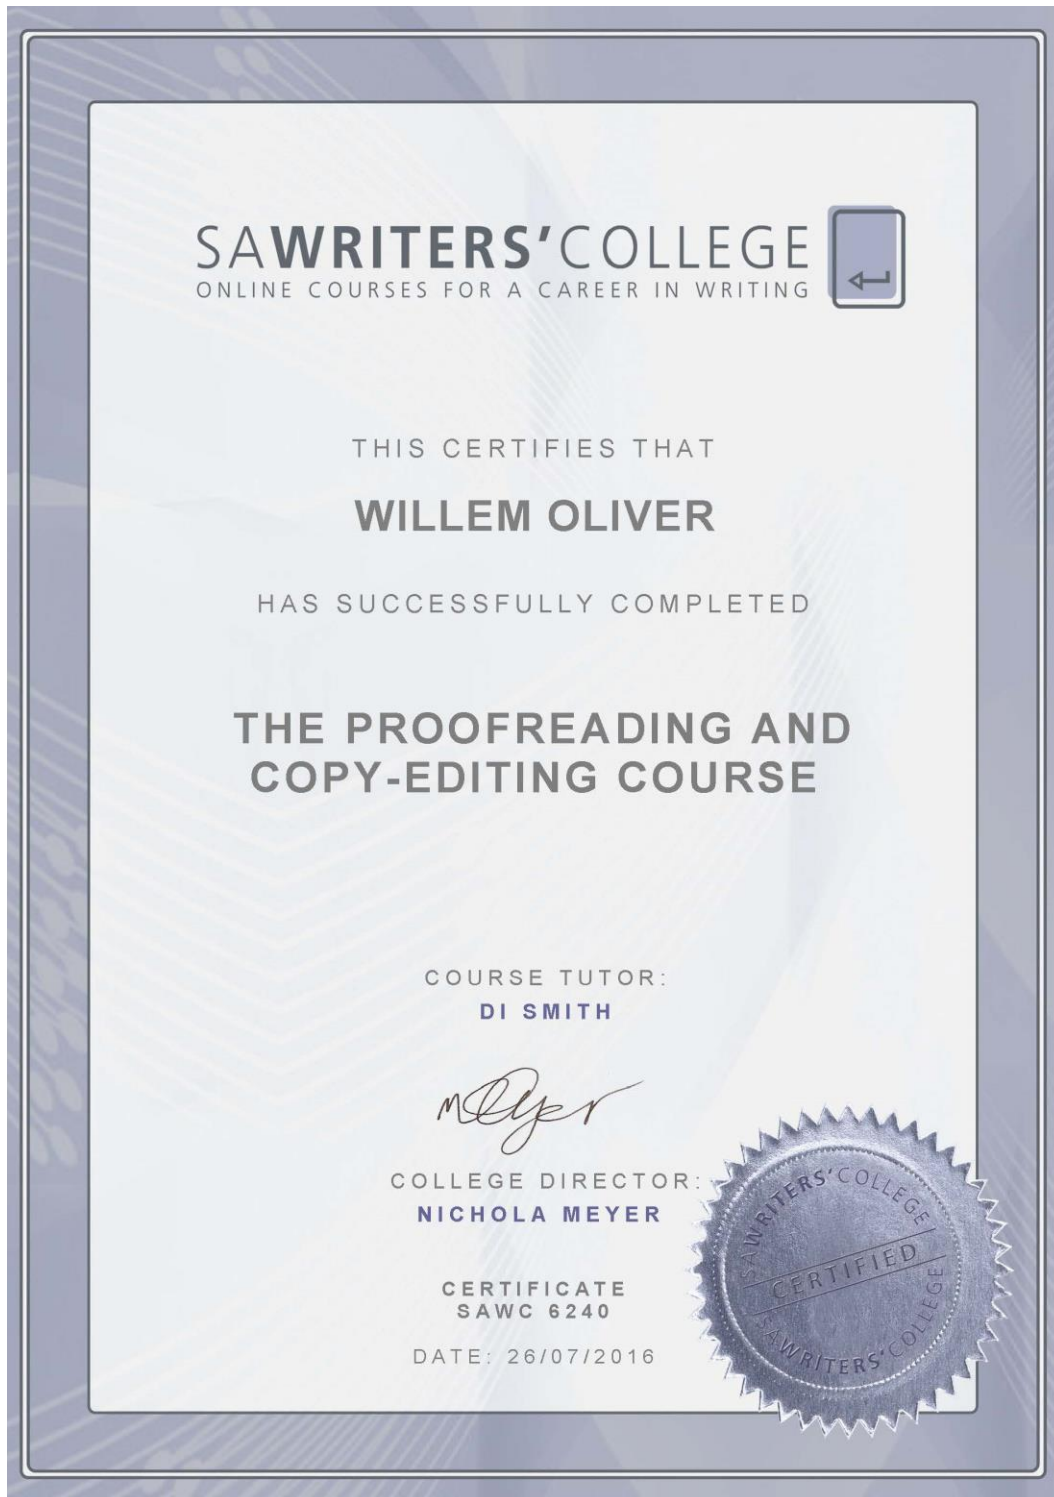 SAWRITERS'COLLEGE
ONLINE COURSES FOR A CAREER IN WRITING
THIS CERTIFIES THAT
WILLEM OLIVER
HAS SUCCESSFULLY COMPLETED
THE PROOFREADING AND
COPY-EDITING COURSE
COURSE TUTOR:
DI SMITH
meyer
COLLEGE DIRECTOR:
NICHOLA MEYER
CERTIFICATE
SAWC 6240
DATE: 26/07/2016
SAWRITERS'COLLEGE
CERTIFIED
SAWRITERS'COLLEGE